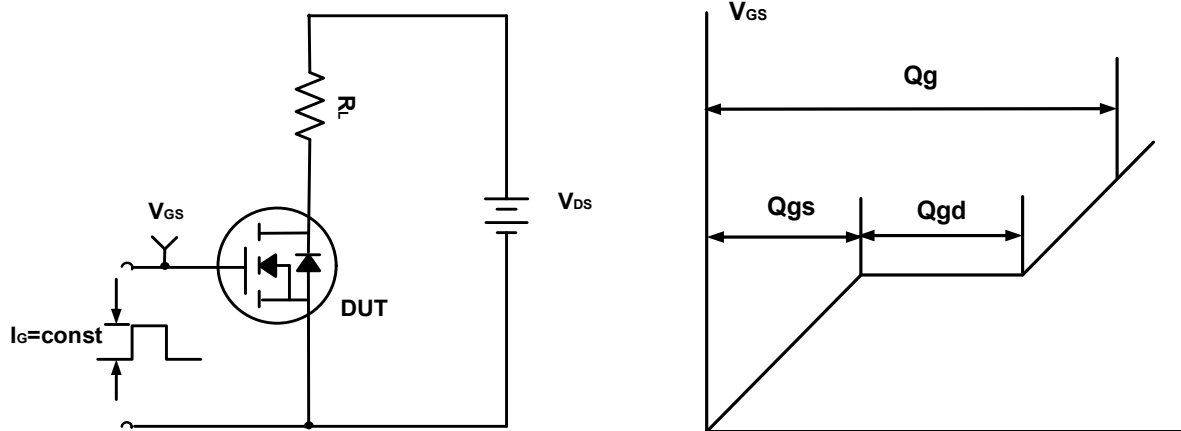 RL
VDS
VGS
DUT
IG=const
VGS
Qg
Qgs
Qgd